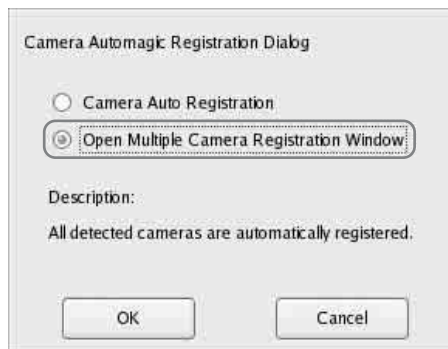 Camera Automagic Registration Dialog
Camera Auto Registration
Open Multiple Camera Registration Window
Description:
All detected cameras are automatically registered.
OK
Cancel